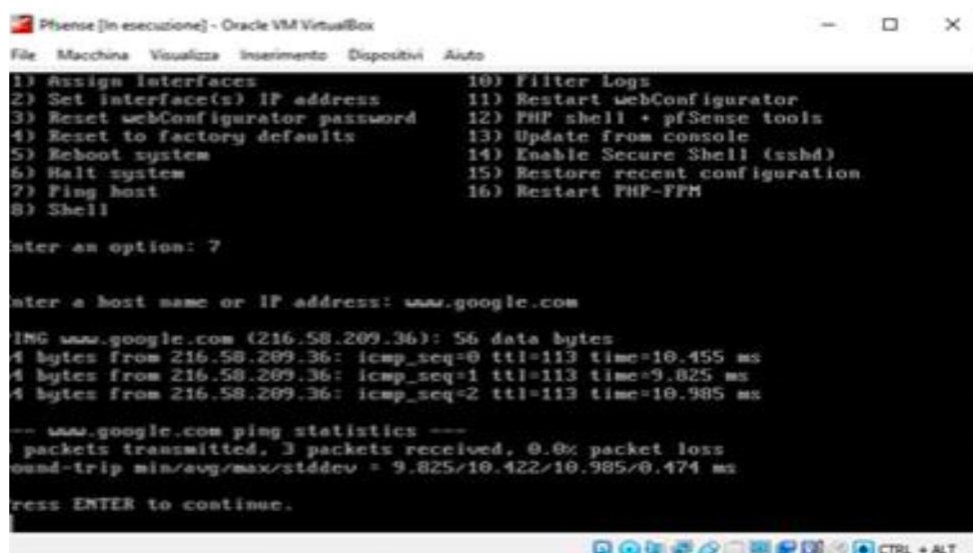 Pfsense [In esecuzione] - Oracle VM VirtualBox
File Macchina Visualizza Inserimento Dispositivi Aiuto
1) Assign Interfaces 10) Filter Logs
2) Set interface(s) IP address 11) Restart webConfigurator
3) Reset webConfigurator password 12) PHP shell + pfSense tools
4) Reset to factory defaults 13) Update from console
5) Reboot system 14) Enable Secure Shell (sshd)
6) Halt system 15) Restore recent configuration
7) Ping host 16) Restart PHP-FPM
8) Shell
nter an option: 7
nter a host name or IP address: www.google.com
PING www.google.com (216.58.209.36): 56 data bytes
4 bytes from 216.58.209.36: icmp_seq=0 ttl=113 time=10.455 ms
4 bytes from 216.58.209.36: icmp_seq=1 ttl=113 time=9.825 ms
4 bytes from 216.58.209.36: icmp_seq=2 ttl=113 time=10.985 ms
-- www.google.com ping statistics ---
packets transmitted, 3 packets received, 0.0% packet loss
ound-trip min/avg/max/stddev = 9.825/10.422/10.985/0.474 ms
ress ENTER to continue.
CTRL + ALT